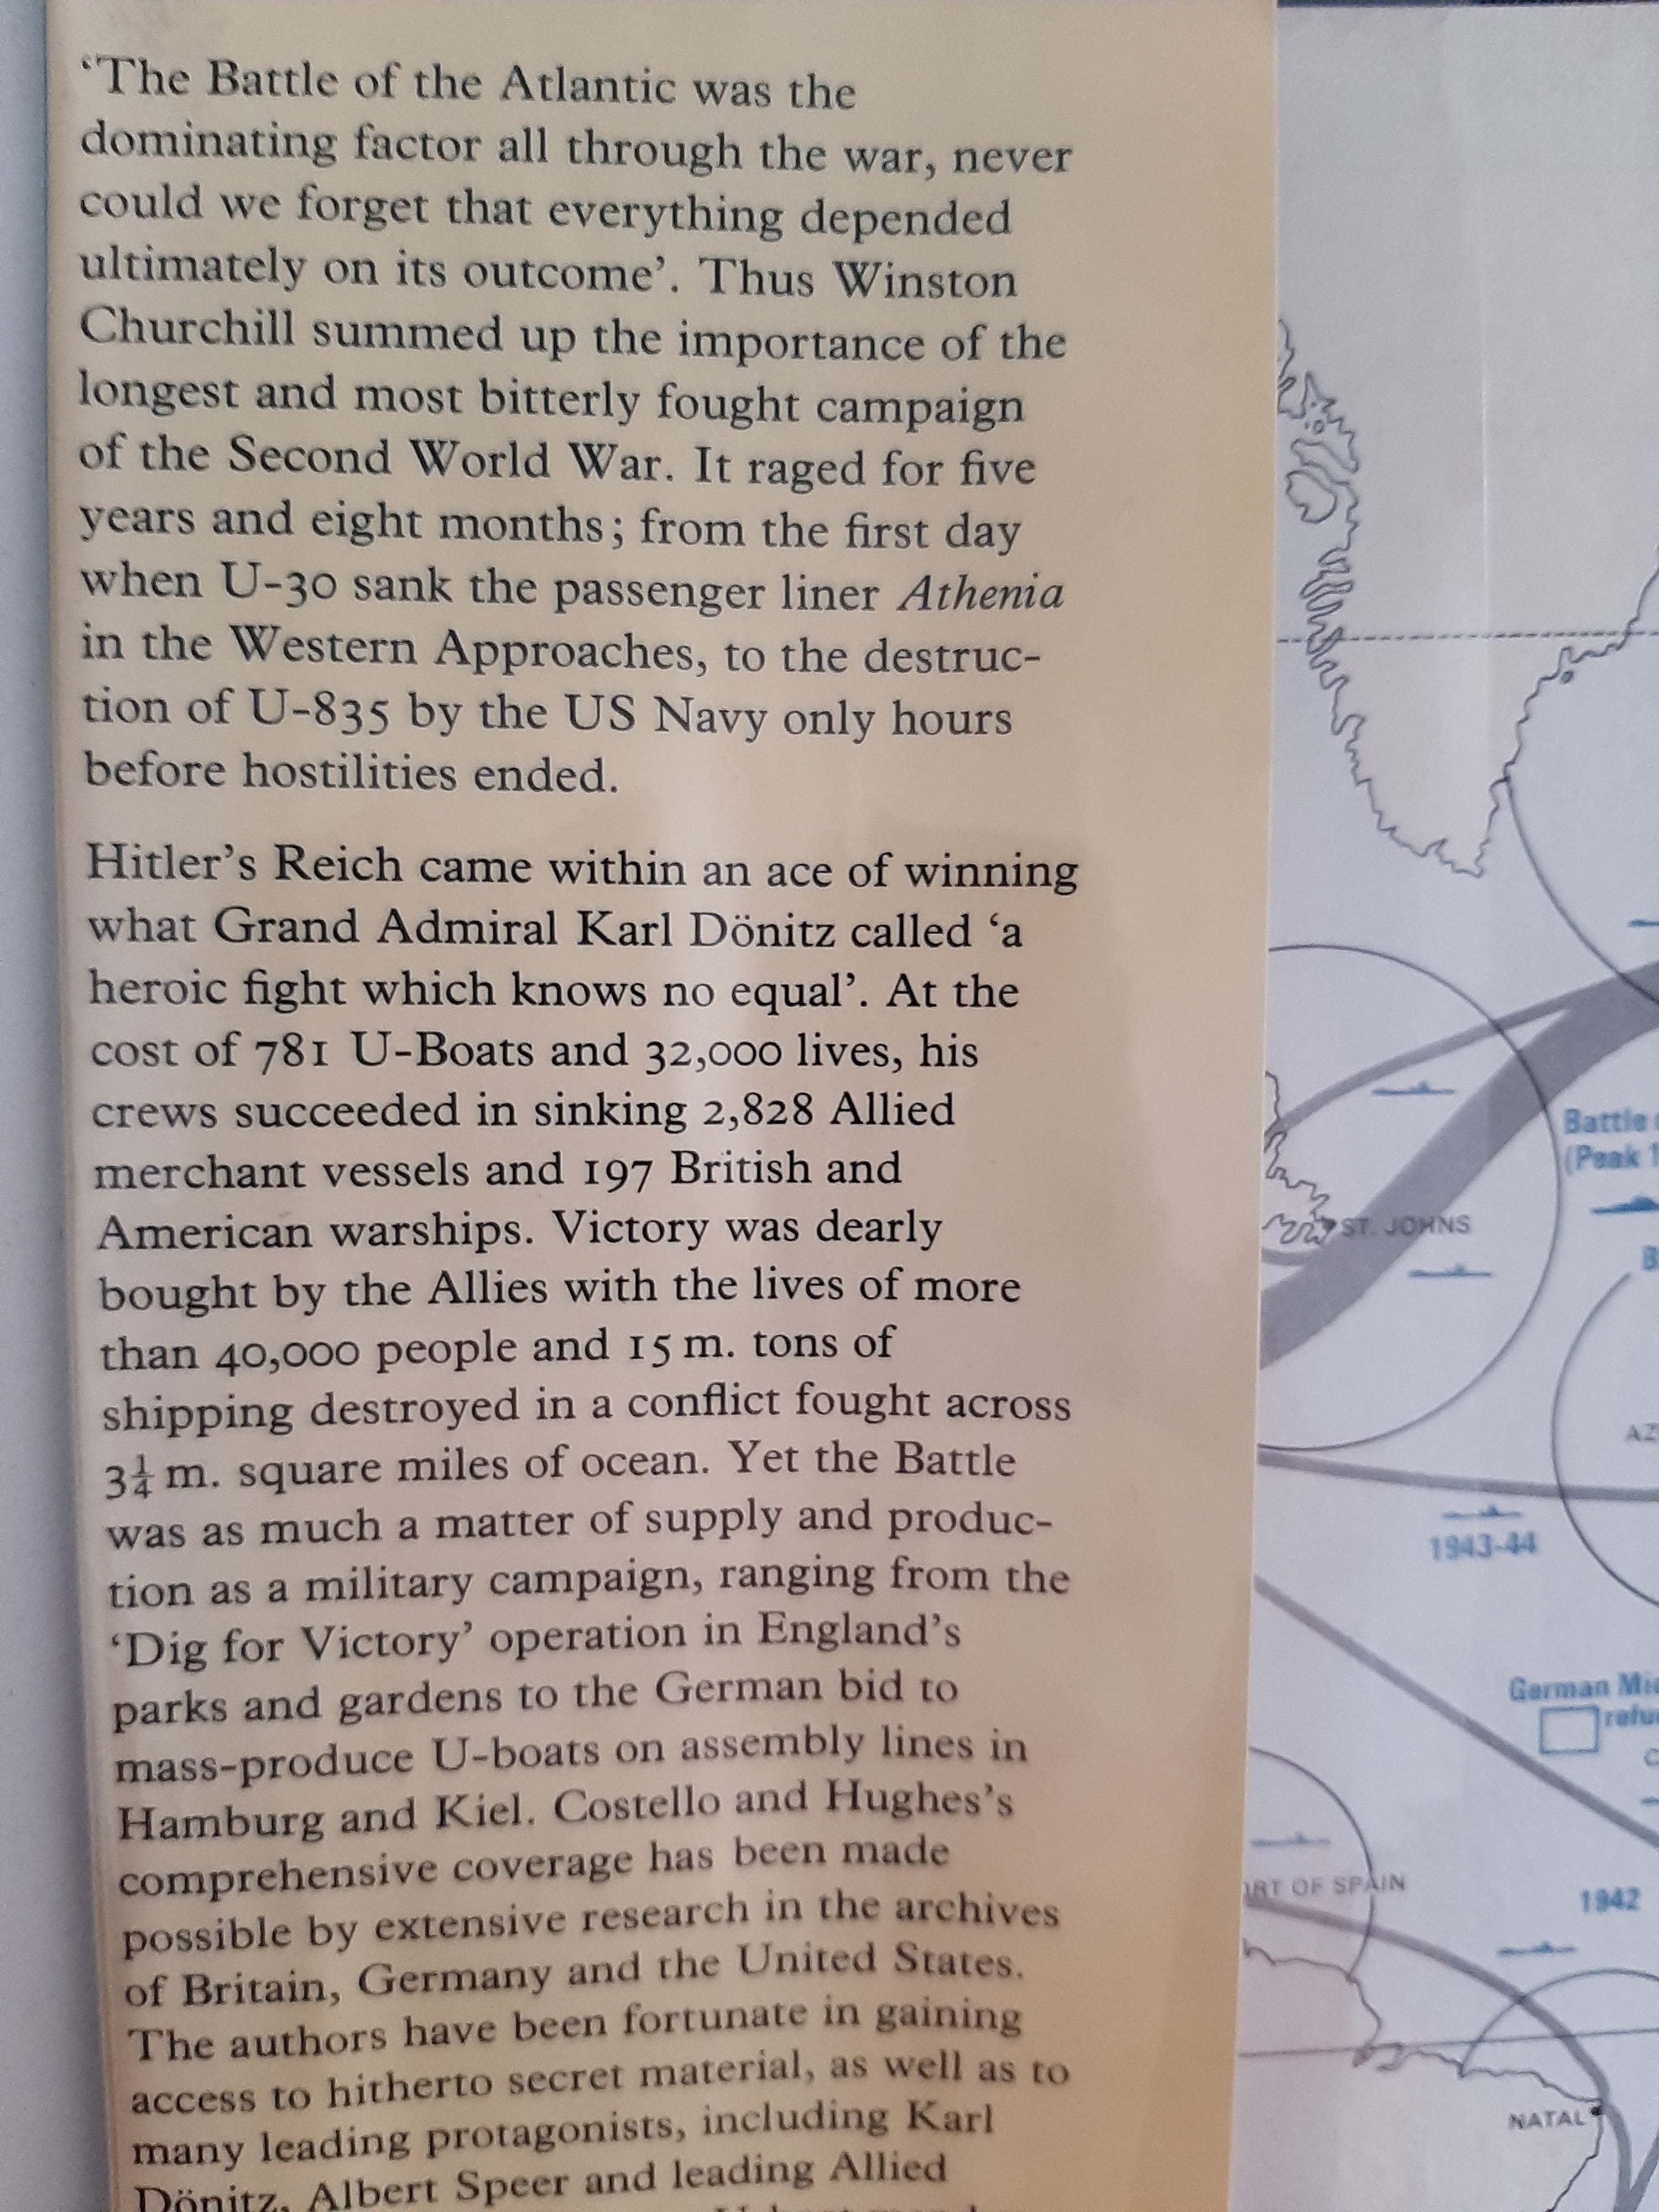 ‘The Battle of the Atlantic was the
dominating factor all through the war, never
could we forget that everything depended
ultimately on its outcome’. Thus Winston
Churchill summed up the importance of the
longest and most bitterly fought campaign
of the Second World War. It raged for five
years and eight months; from the first day
when U-30 sank the passenger liner Athenia
in the Western Approaches, to the destruc-
tion of U-835 by the US Navy only hours
before hostilities ended.
Hitler’s Reich came within an ace of winning
what Grand Admiral Karl Dönitz called ‘a
heroic fight which knows no equal’. At the
cost of 781 U-Boats and 32,000 lives, his
crews succeeded in sinking 2,828 Allied
merchant vessels and 197 British and
American warships. Victory was dearly
bought by the Allies with the lives of more
than 40,000 people and 15 m. tons of
shipping destroyed in a conflict fought across
3¼ m. square miles of ocean. Yet the Battle
was as much a matter of supply and produc-
tion as a military campaign, ranging from the
‘Dig for Victory’ operation in England’s
parks and gardens to the German bid to
mass-produce U-boats on assembly lines in
Hamburg and Kiel. Costello and Hughes’s
comprehensive coverage has been made
possible by extensive research in the archives
of Britain, Germany and the United States.
The authors have been fortunate in gaining
access to hitherto secret material, as well as to
many leading protagonists, including Karl
Dönitz, Albert Speer and leading Allied
Battle
(Peak 1
ST. JOHNS
B
AZ
1943-44
German Mi
refu
C
RT OF SPAIN
1942
NATAL